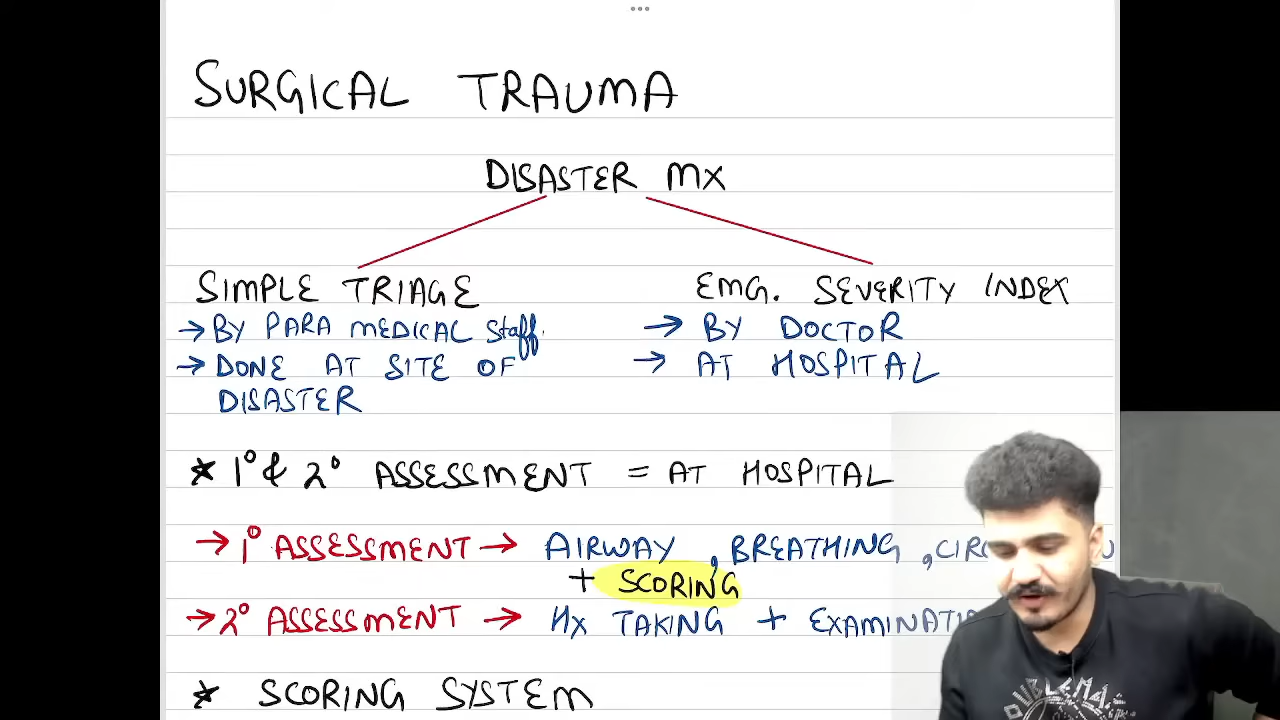 SURGICAL TRAUMA
DISASTER MX
SIMPLE TRIAGE
→ BY PARA MEDICAL Staff.
→ DONE AT SITE OF
DISASTER
EMG. SEVERITY INDEX
→ BY DOCTOR
→ AT HOSPITAL
★ 1° & 2° ASSESSMENT = AT HOSPITAL
→ 1° ASSESSMENT → AIRWAY , BREATHING ,
+ SCORING
→ 2° ASSESSMENT → Hx TAKING +
★ SCORING SYSTEM